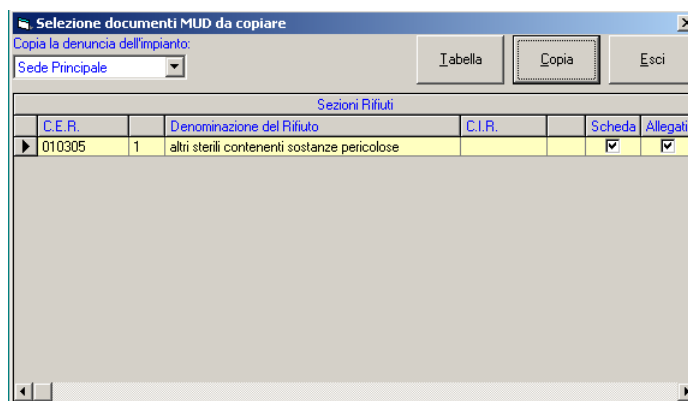 Selezione documenti MUD da copiare
Copia la denuncia dell'impianto:
Sede Principale
Tabella Copia Esci
Sezioni Rifiuti
C.E.R. Denominazione del Rifiuto C.I.R. Scheda Allegati
010305 1 altri sterili contenenti sostanze pericolose